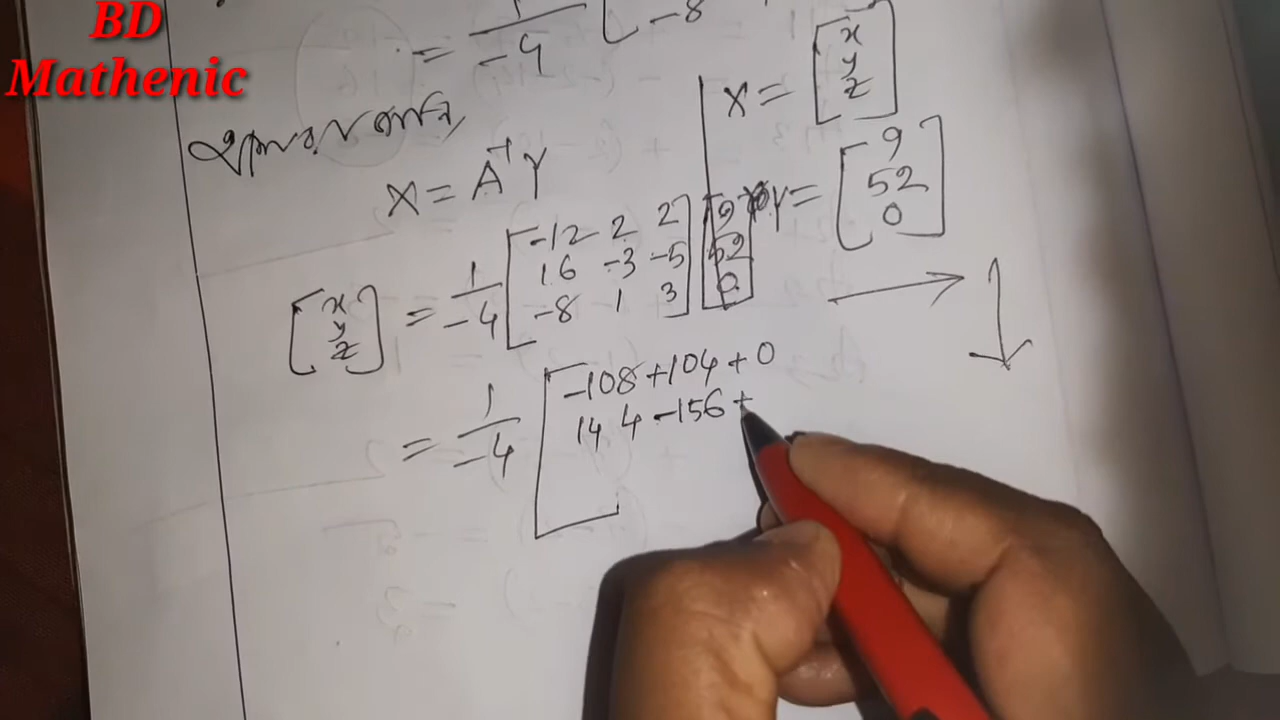 BD
Mathenic
= 1/-4 [ -8
X = [x
y
z]
X = A⁻¹ Y
Y = [9
52
0]
[x
y
z] = 1/-4 [-12 2 2
16 -3 -5
-8 1 3] [9
52
0]
= 1/-4 [-108 + 104 + 0
144 - 156 +